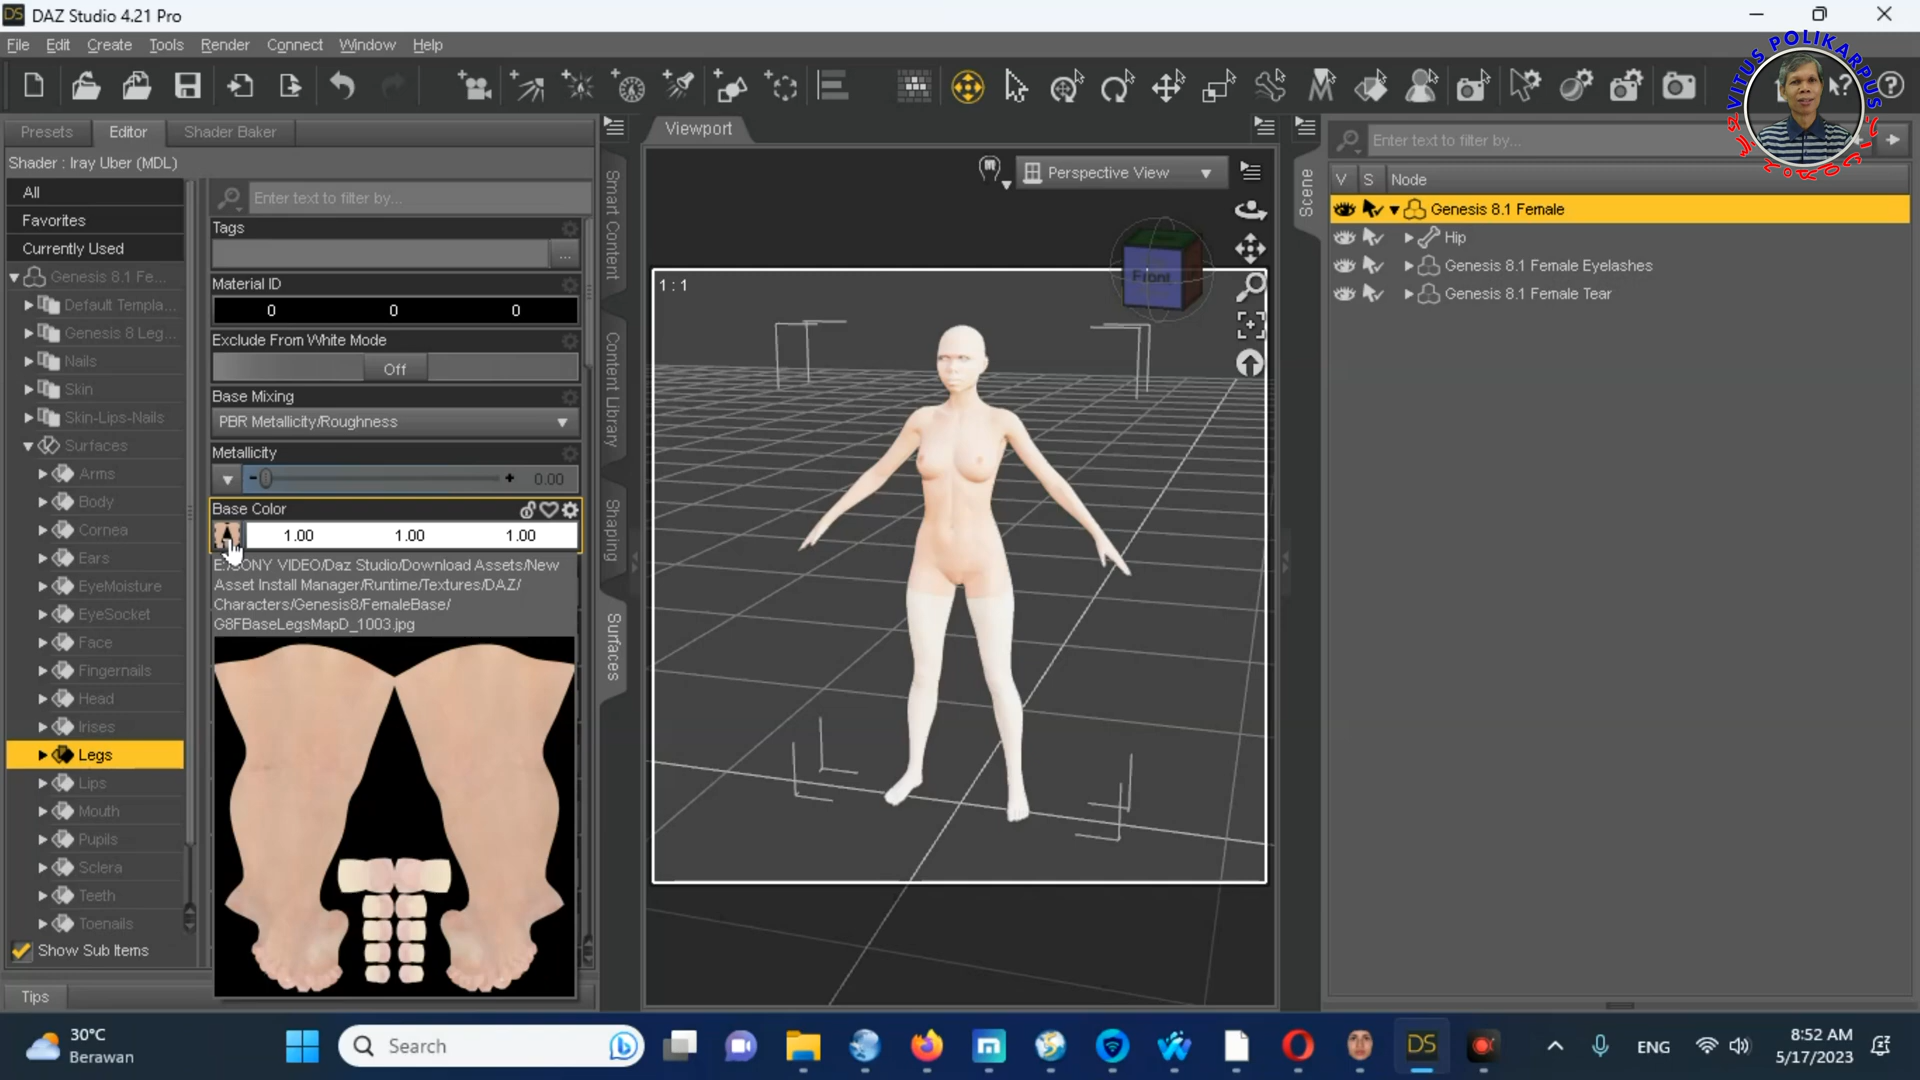 DAZ Studio 4.21 Pro
File Edit Create Tools Render Connect Window Help
VITUS POLIKARPUS
Presets Editor Shader Baker
Shader : Iray Uber (MDL)
All
Favorites
Currently Used
Genesis 8.1 Fe...
Default Templa...
Genesis 8 Leg...
Nails
Skin
Skin-Lips-Nails
Surfaces
Arms
Body
Cornea
Ears
EyeMoisture
EyeSocket
Face
Fingernails
Head
Irises
Legs
Lips
Mouth
Pupils
Sclera
Teeth
Toenails
Show Sub Items
Tips
Enter text to filter by...
Tags
...
Material ID
0 0 0
Exclude From White Mode
Off
Base Mixing
PBR Metallicity/Roughness
Metallicity
0.00
Base Color
1.00 1.00 1.00
E:/SONY VIDEO/Daz Studio/Download Assets/New
Asset Install Manager/Runtime/Textures/DAZ/
Characters/Genesis8/FemaleBase/
G8FBaseLegsMapD_1003.jpg
Smart Content
Content Library
Shaping
Surfaces
Viewport
Perspective View
1 : 1
Front
Scene
Enter text to filter by...
V S Node
Genesis 8.1 Female
Hip
Genesis 8.1 Female Eyelashes
Genesis 8.1 Female Tear
30°C
Berawan
Search
DS
ENG
8:52 AM
5/17/2023